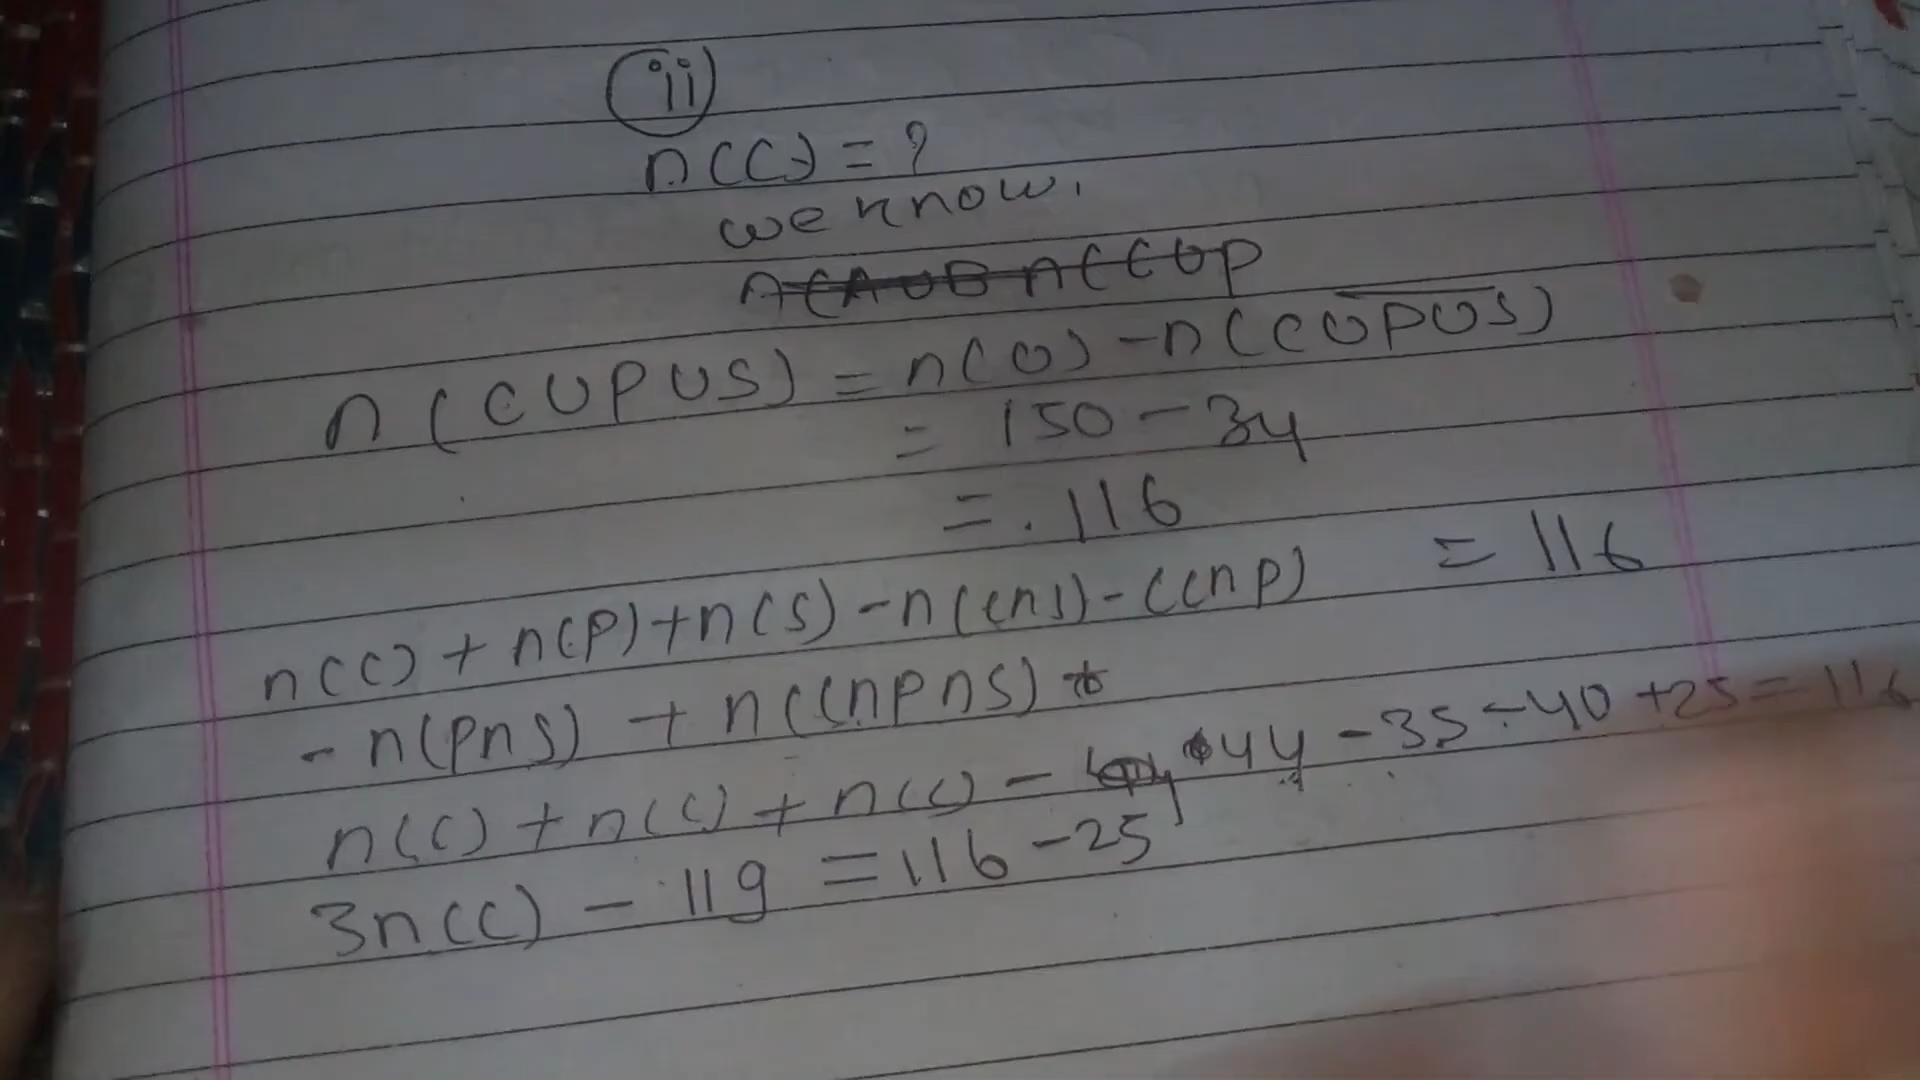 ii
n(C) = ?
we know,
n(A∪B n(C∪P
n(C∪P∪S) = n(U) - n(C∪P∪S)
= 150 - 34
= . 116
n(C) + n(P) + n(S) - n(C∩S) - (C∩P) = 116
- n(P∩S) + n(C∩P∩S)
n(C) + n(C) + n(C) - 44 - 35 - 40 + 25 = 116
3n(C) - 119 = 116 - 25